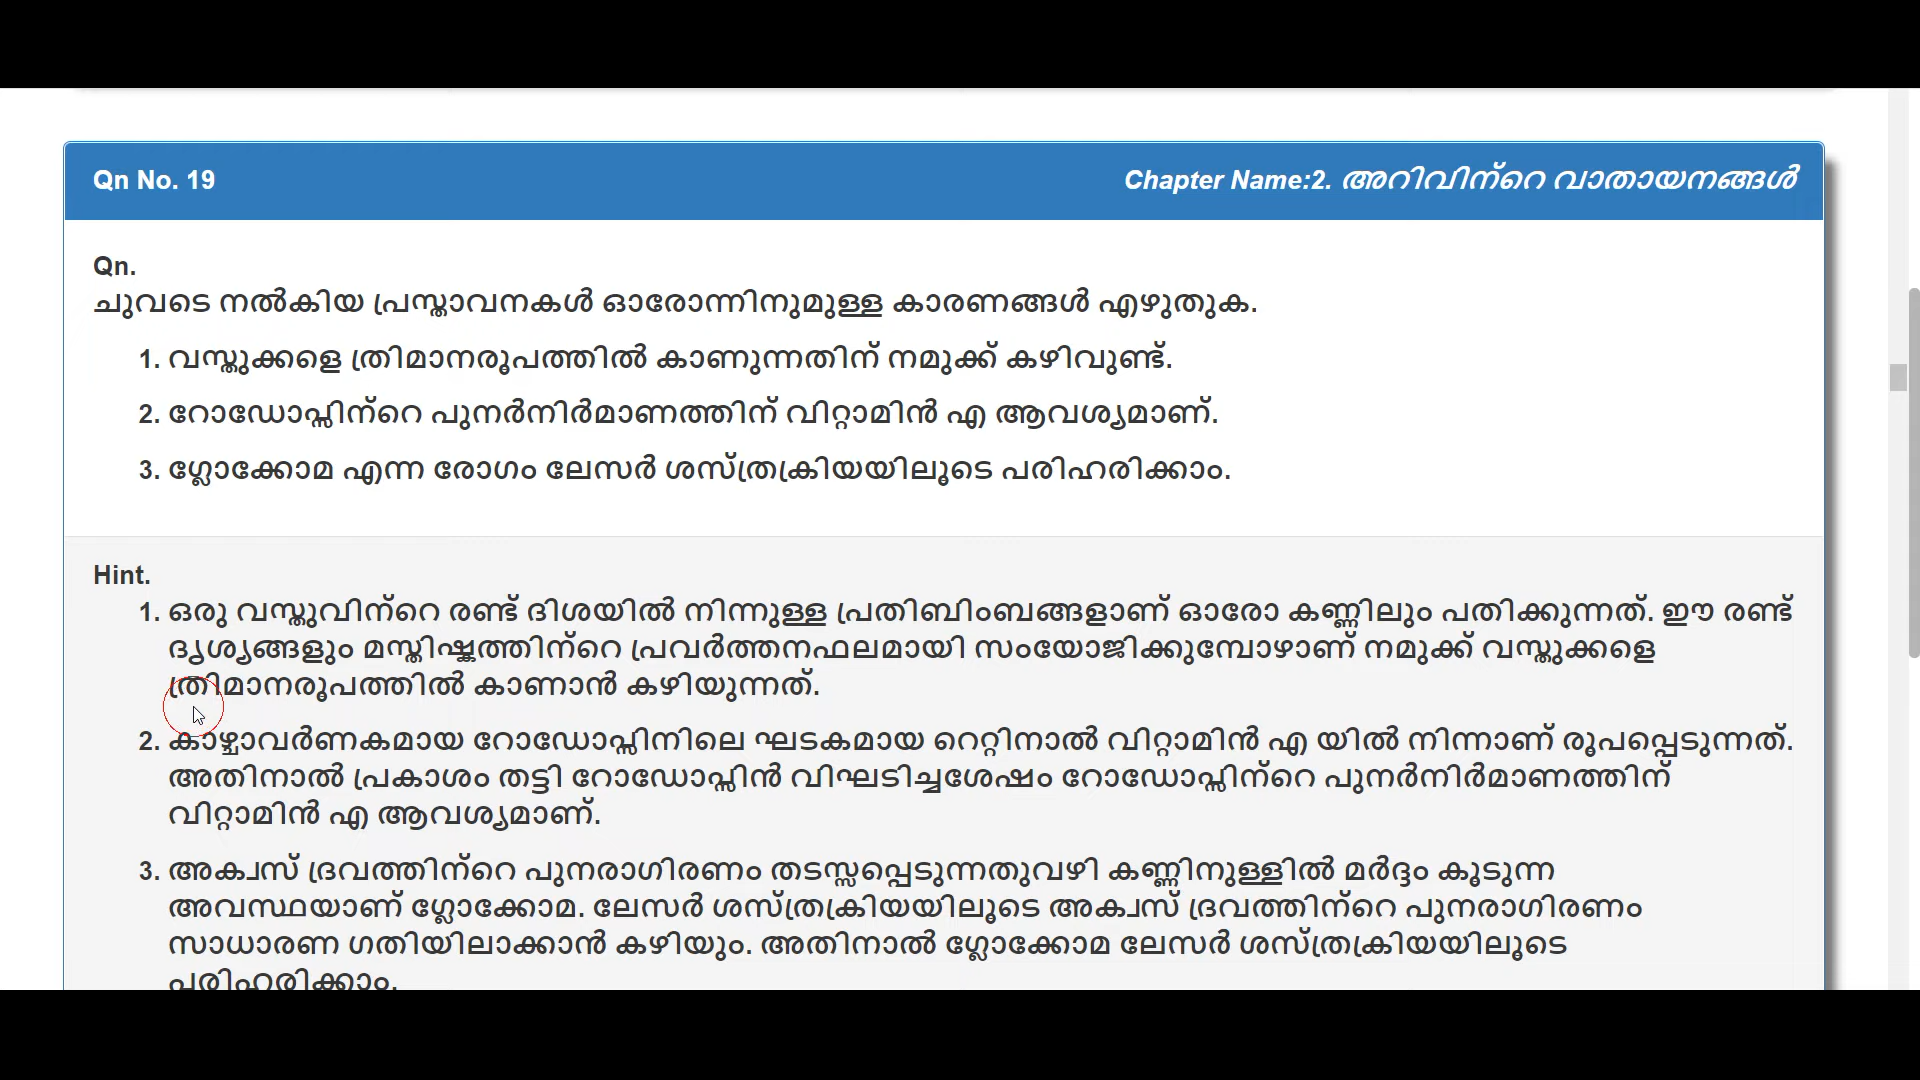 Qn No. 19
Chapter Name:2. അറിവിന്റെ വാതായനങ്ങൾ
Qn.
ചുവടെ നൽകിയ പ്രസ്താവനകൾ ഓരോന്നിനുമുള്ള കാരണങ്ങൾ എഴുതുക.
1. വസ്തുക്കളെ ത്രിമാനരൂപത്തിൽ കാണുന്നതിന് നമുക്ക് കഴിവുണ്ട്.
2. റോഡോപ്സിന്റെ പുനർനിർമാണത്തിന് വിറ്റാമിൻ എ ആവശ്യമാണ്.
3. ഗ്ലോക്കോമ എന്ന രോഗം ലേസർ ശസ്ത്രക്രിയയിലൂടെ പരിഹരിക്കാം.
Hint.
1. ഒരു വസ്തുവിന്റെ രണ്ട് ദിശയിൽ നിന്നുള്ള പ്രതിബിംബങ്ങളാണ് ഓരോ കണ്ണിലും പതിക്കുന്നത്. ഈ രണ്ട്
ദൃശ്യങ്ങളും മസ്തിഷ്കത്തിന്റെ പ്രവർത്തനഫലമായി സംയോജിക്കുമ്പോഴാണ് നമുക്ക് വസ്തുക്കളെ
ത്രിമാനരൂപത്തിൽ കാണാൻ കഴിയുന്നത്.
2. കാഴ്ചാവർണകമായ റോഡോപ്സിനിലെ ഘടകമായ റെറ്റിനാൽ വിറ്റാമിൻ എ യിൽ നിന്നാണ് രൂപപ്പെടുന്നത്.
അതിനാൽ പ്രകാശം തട്ടി റോഡോപ്സിൻ വിഘടിച്ചശേഷം റോഡോപ്സിന്റെ പുനർനിർമാണത്തിന്
വിറ്റാമിൻ എ ആവശ്യമാണ്.
3. അക്വസ് ദ്രവത്തിന്റെ പുനരാഗിരണം തടസ്സപ്പെടുന്നതുവഴി കണ്ണിനുള്ളിൽ മർദ്ദം കൂടുന്ന
അവസ്ഥയാണ് ഗ്ലോക്കോമ. ലേസർ ശസ്ത്രക്രിയയിലൂടെ അക്വസ് ദ്രവത്തിന്റെ പുനരാഗിരണം
സാധാരണ ഗതിയിലാക്കാൻ കഴിയും. അതിനാൽ ഗ്ലോക്കോമ ലേസർ ശസ്ത്രക്രിയയിലൂടെ
പരിഹരിക്കാം.